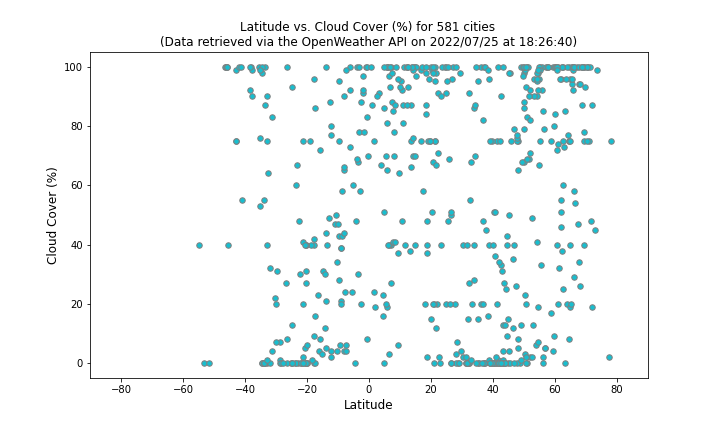 Latitude vs. Cloud Cover (%) for 581 cities
(Data retrieved via the OpenWeather API on 2022/07/25 at 18:26:40)
100
80
60
40
20
0
Cloud Cover (%)
−80 −60 −40 −20 0 20 40 60 80
Latitude